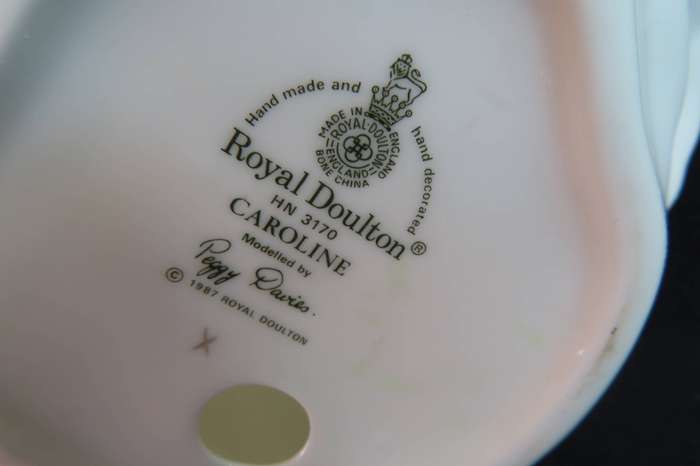 Hand made and hand decorated
MADE IN ENGLAND
ROYAL-DOULTON
ENGLAND
BONE CHINA
Royal Doulton®
HN 3170
CAROLINE
Modelled by
Peggy Davies.
© 1987 ROYAL DOULTON
X